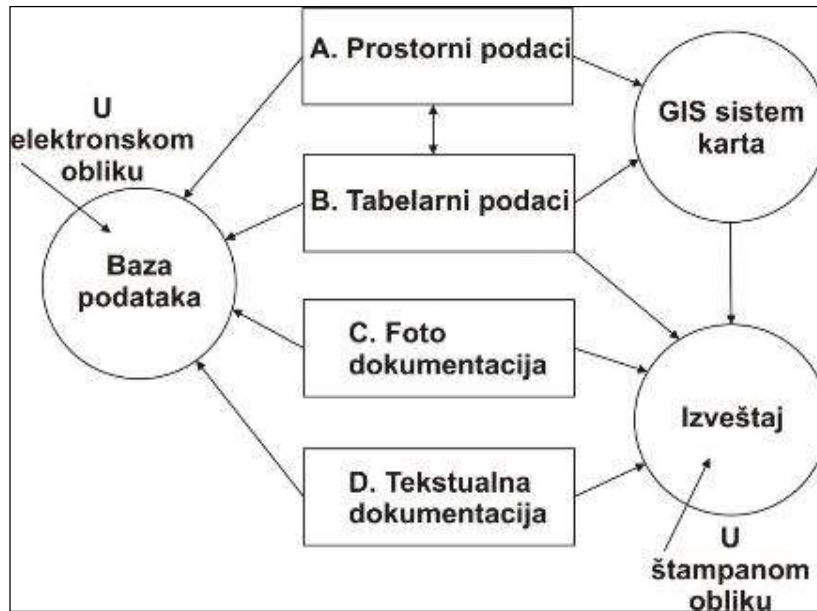 A. Prostorni podaci
U
elektronskom
obliku
GIS sistem
karta
B. Tabelarni podaci
Baza
podataka
C. Foto
dokumentacija
Izveštaj
D. Tekstualna
dokumentacija
U
štampanom
obliku